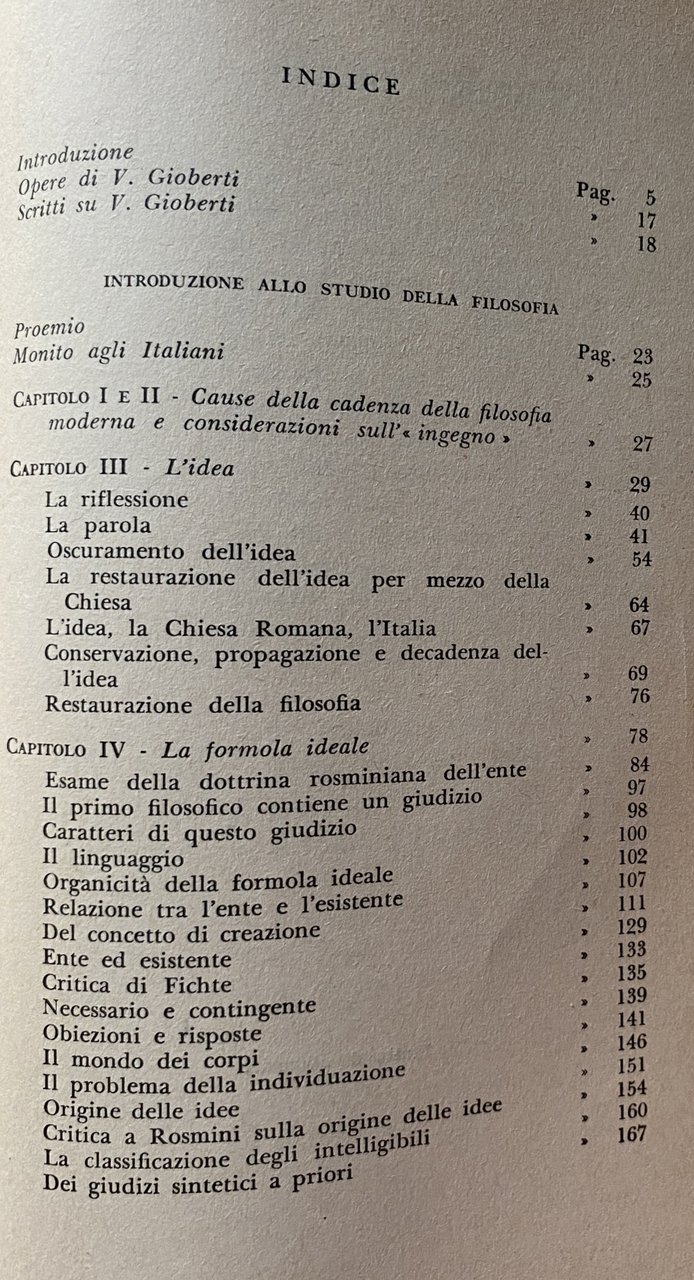 INDICE
Introduzione Pag. 5
Opere di V. Gioberti » 17
Scritti su V. Gioberti » 18
INTRODUZIONE ALLO STUDIO DELLA FILOSOFIA
Proemio Pag. 23
Monito agli Italiani » 25
CAPITOLO I E II - Cause della cadenza della filosofia
moderna e considerazioni sull'« ingegno » » 27
CAPITOLO III - L'idea » 29
La riflessione » 40
La parola » 41
Oscuramento dell'idea » 54
La restaurazione dell'idea per mezzo della
Chiesa » 64
L'idea, la Chiesa Romana, l'Italia » 67
Conservazione, propagazione e decadenza del-
l'idea » 69
Restaurazione della filosofia » 76
CAPITOLO IV - La formola ideale » 78
Esame della dottrina rosminiana dell'ente » 84
Il primo filosofico contiene un giudizio » 97
Caratteri di questo giudizio » 98
Il linguaggio » 100
Organicità della formola ideale » 102
Relazione tra l'ente e l'esistente » 107
Del concetto di creazione » 111
Ente ed esistente » 129
Critica di Fichte » 133
Necessario e contingente » 135
Obiezioni e risposte » 139
Il mondo dei corpi » 141
Il problema della individuazione » 146
Origine delle idee » 151
Critica a Rosmini sulla origine delle idee » 154
La classificazione degli intelligibili » 160
Dei giudizi sintetici a priori » 167